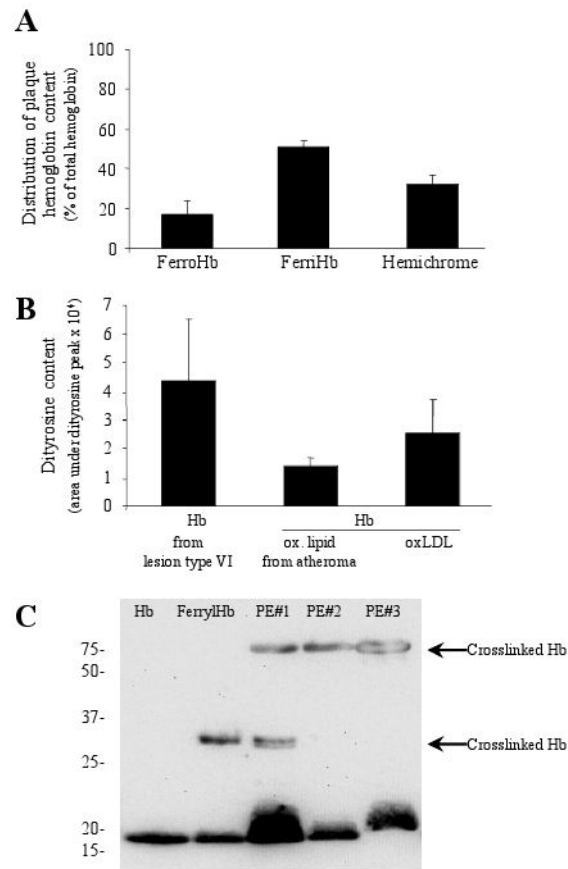 A
Distribution of plaque
hemoglobin content
(% of total hemoglobin)
100
80
60
40
20
0
FerroHb
FerriHb
Hemichrome
B
Dityrosine content
(area under dityrosine peak x 10⁴)
7
6
5
4
3
2
1
0
Hb
from
lesion type VI
Hb
ox. lipid
from atheroma
oxLDL
C
Hb
FerrylHb
PE#1
PE#2
PE#3
75-
50-
37-
25-
20-
15-
Crosslinked Hb
Crosslinked Hb